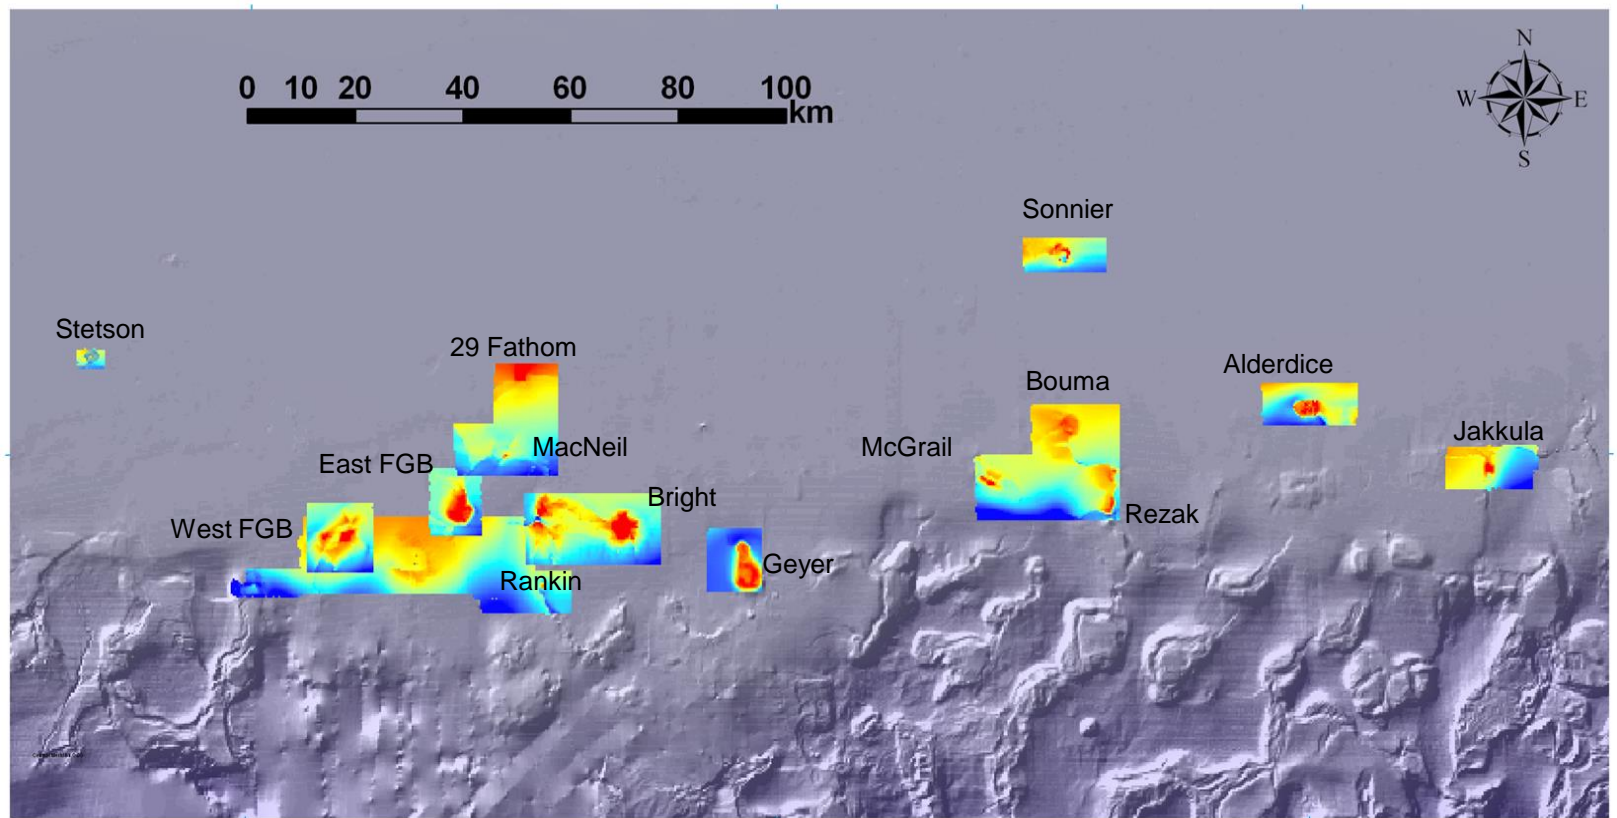 0 10 20 40 60 80 100
km
N
W E
S
Sonnier
Stetson
29 Fathom
Alderdice
Bouma
Jakkula
McGrail
MacNeil
East FGB
Bright
Rezak
West FGB
Geyer
Rankin